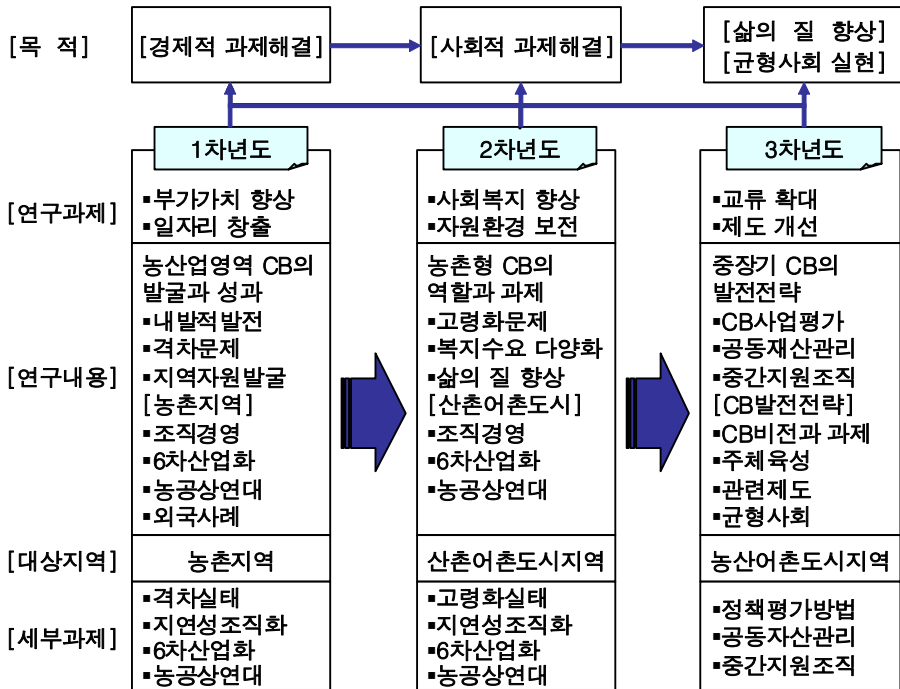 [목 적]
[경제적 과제해결]
[사회적 과제해결]
[삶의 질 향상]
[균형사회 실현]
1차년도
2차년도
3차년도
[연구과제]
▪부가가치 향상
▪일자리 창출
▪사회복지 향상
▪자원환경 보전
▪교류 확대
▪제도 개선
[연구내용]
농산업영역 CB의
발굴과 성과
▪내발적발전
▪격차문제
▪지역자원발굴
[농촌지역]
▪조직경영
▪6차산업화
▪농공상연대
▪외국사례
농촌형 CB의
역할과 과제
▪고령화문제
▪복지수요 다양화
▪삶의 질 향상
[산촌어촌도시]
▪조직경영
▪6차산업화
▪농공상연대
중장기 CB의
발전전략
▪CB사업평가
▪공동재산관리
▪중간지원조직
[CB발전전략]
▪CB비전과 과제
▪주체육성
▪관련제도
▪균형사회
[대상지역]
농촌지역
산촌어촌도시지역
농산어촌도시지역
[세부과제]
▪격차실태
▪지연성조직화
▪6차산업화
▪농공상연대
▪고령화실태
▪지연성조직화
▪6차산업화
▪농공상연대
▪정책평가방법
▪공동자산관리
▪중간지원조직